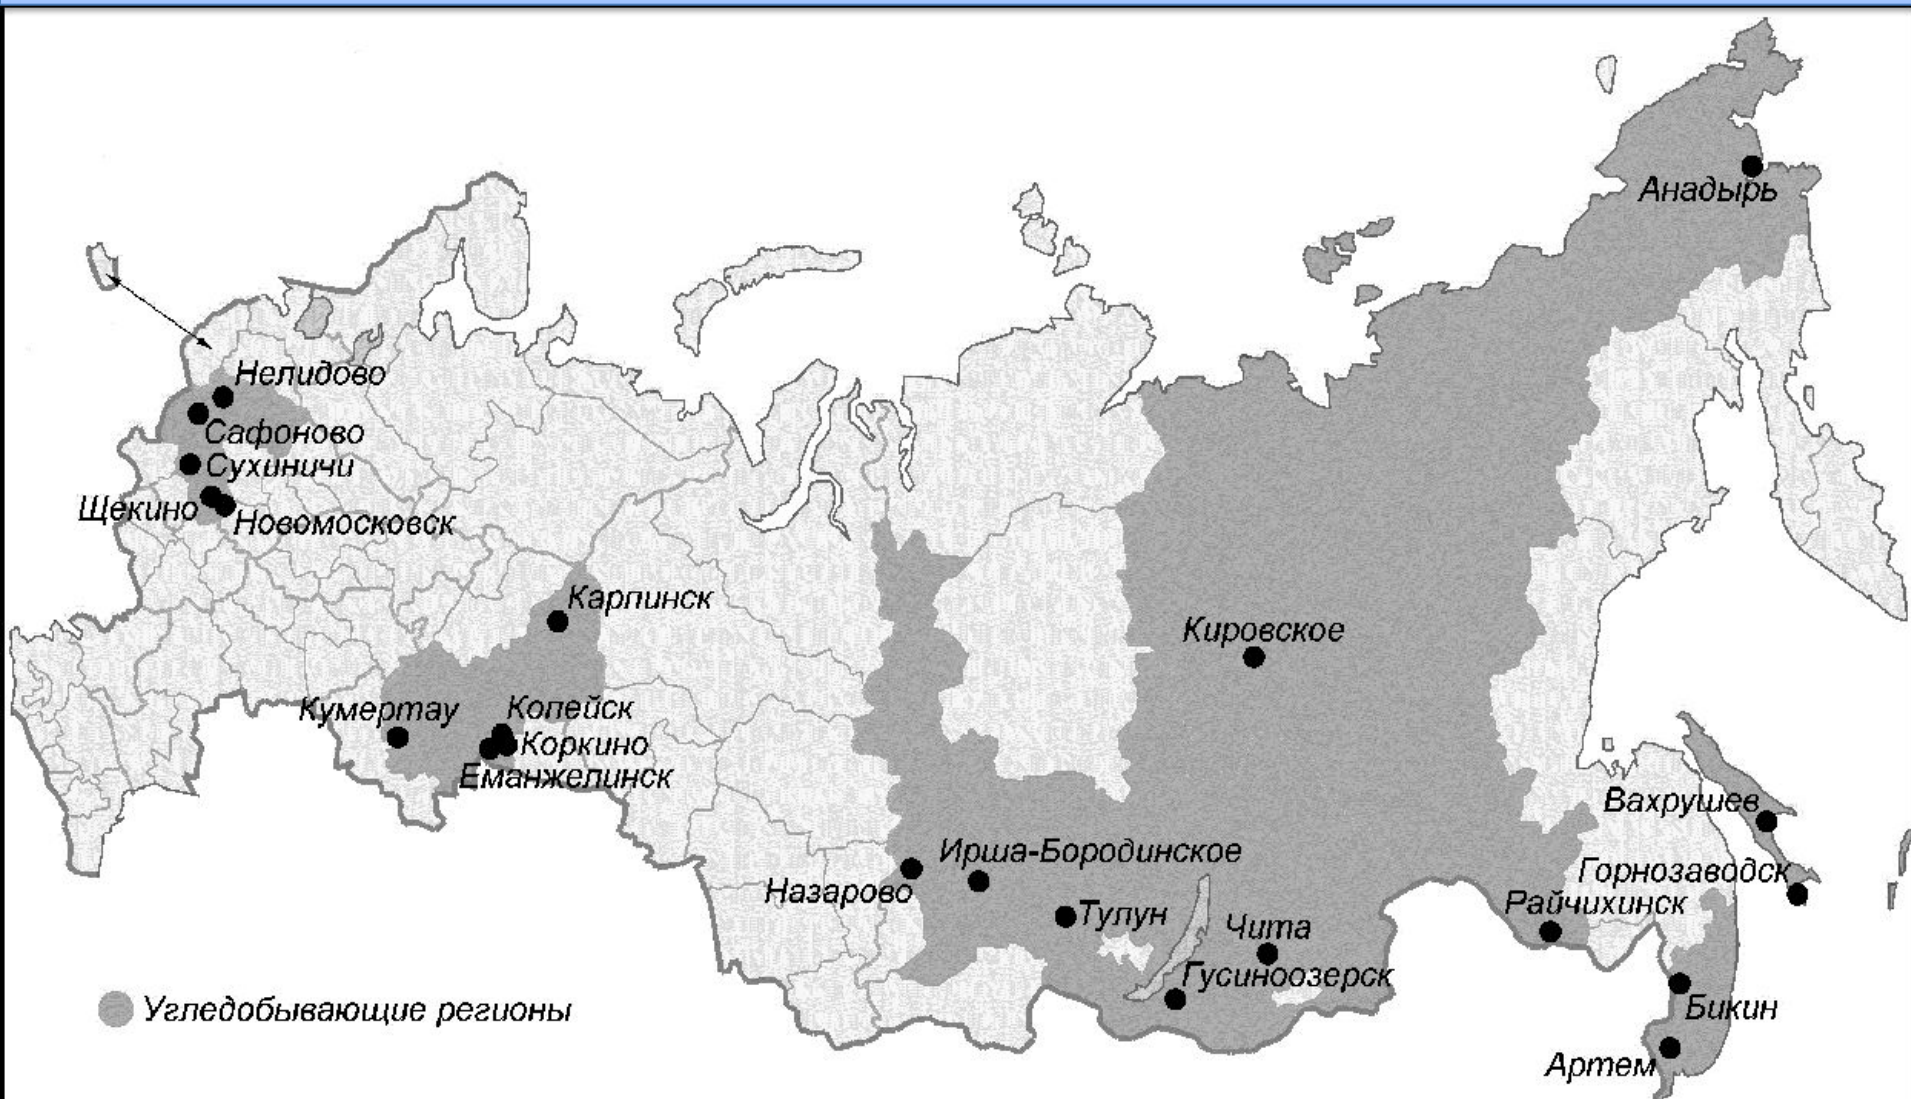 Анадырь
Нелидово
Сафоново
Сухиничи
Щекино
Новомосковск
Карпинск
Кировское
Кумертау
Копейск
Коркино
Еманжелинск
Вахрушев
Ирша-Бородинское
Горнозаводск
Назарово
Райчихинск
Тулун
Чита
Гусиноозерск
Угледобывающие регионы
Бикин
Артем